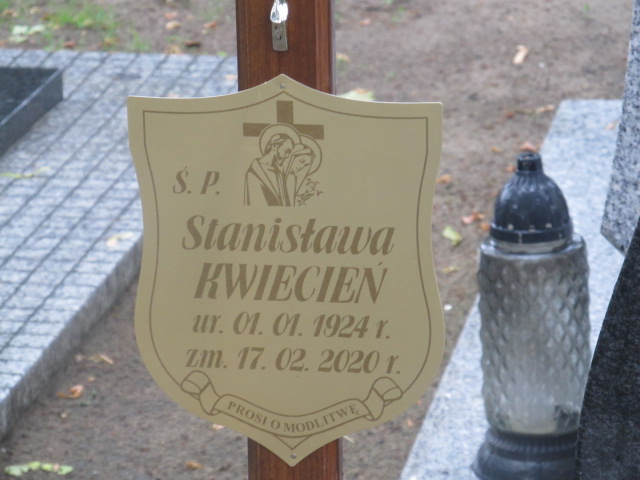 Ś. P.
Stanisława
KWIECIEŃ
ur. 01. 01. 1924 r.
zm. 17. 02. 2020 r.
PROSI O MODLITWĘ